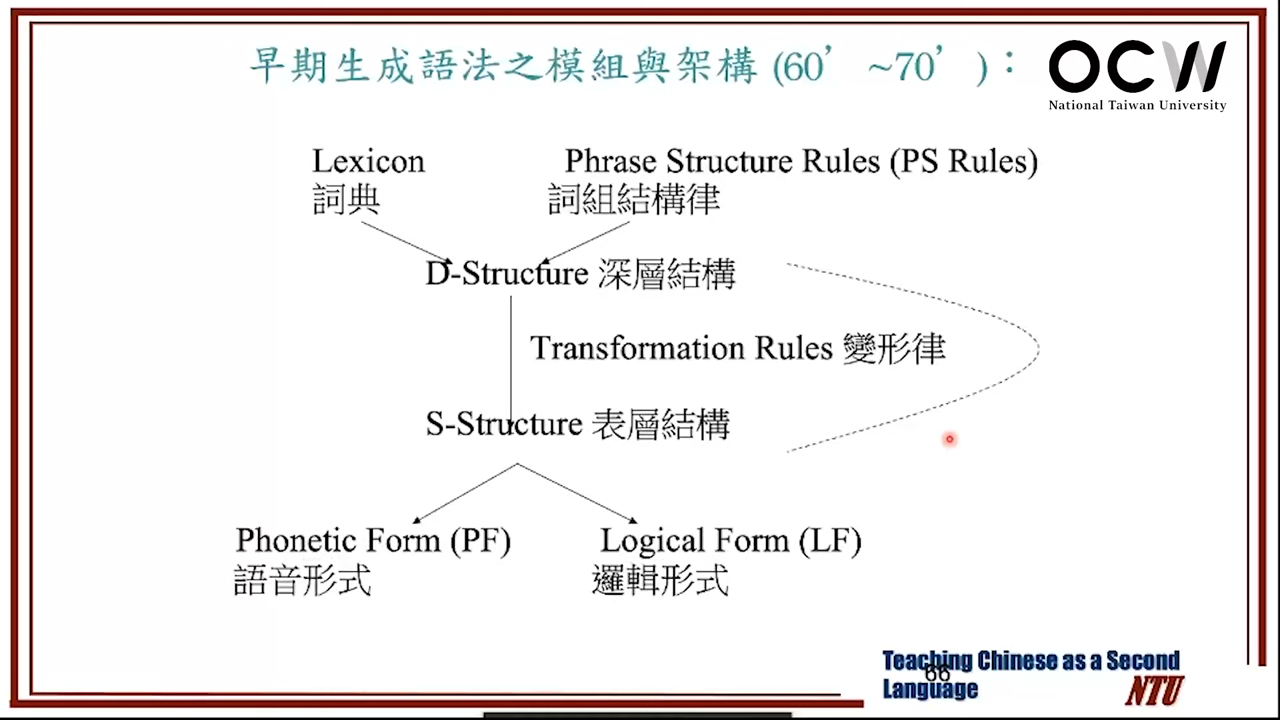 早期生成語法之模組與架構 (60’ ~70’ )：
OCW
National Taiwan University
Lexicon
詞典
Phrase Structure Rules (PS Rules)
詞組結構律
D-Structure 深層結構
Transformation Rules 變形律
S-Structure 表層結構
Phonetic Form (PF)
語音形式
Logical Form (LF)
邏輯形式
Teaching Chinese as a Second
Language
66
NTU